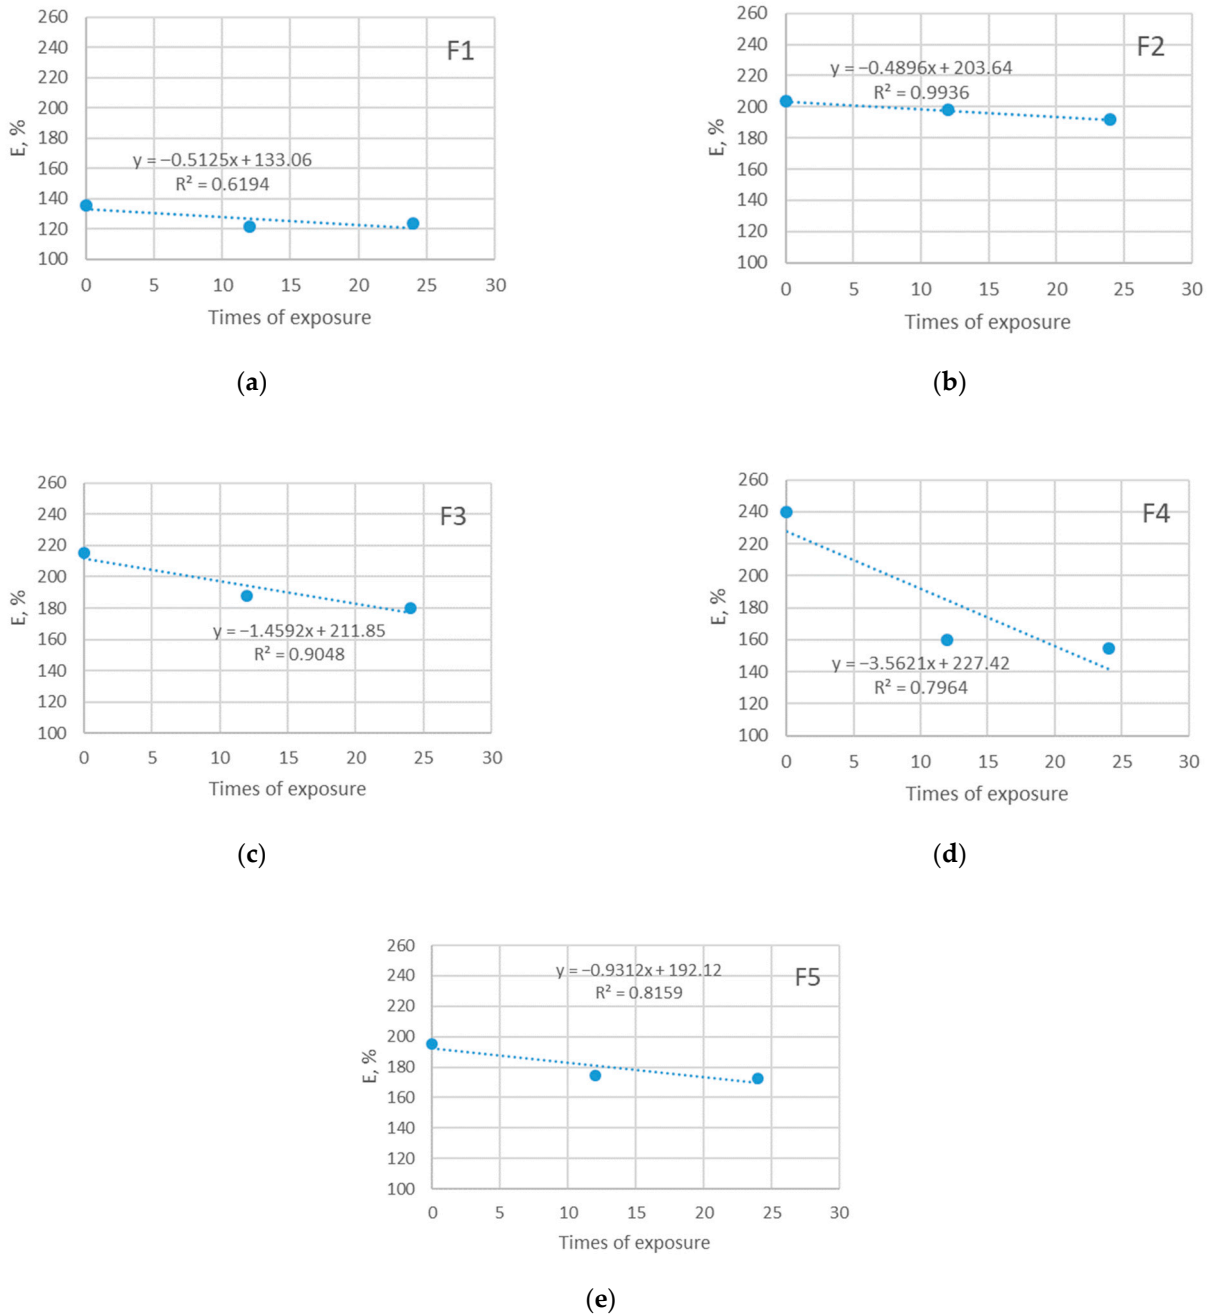 260
240
220
200
180
160
140
120
100
E, %
F1
y = −0.5125x + 133.06
R² = 0.6194
0 5 10 15 20 25 30
Times of exposure
(a)
260
240
220
200
180
160
140
120
100
E, %
F2
y = −0.4896x + 203.64
R² = 0.9936
0 5 10 15 20 25 30
Times of exposure
(b)
260
240
220
200
180
160
140
120
100
E, %
F3
y = −1.4592x + 211.85
R² = 0.9048
0 5 10 15 20 25 30
Times of exposure
(c)
260
240
220
200
180
160
140
120
100
E, %
F4
y = −3.5621x + 227.42
R² = 0.7964
0 5 10 15 20 25 30
Times of exposure
(d)
260
240
220
200
180
160
140
120
100
E, %
F5
y = −0.9312x + 192.12
R² = 0.8159
0 5 10 15 20 25 30
Times of exposure
(e)